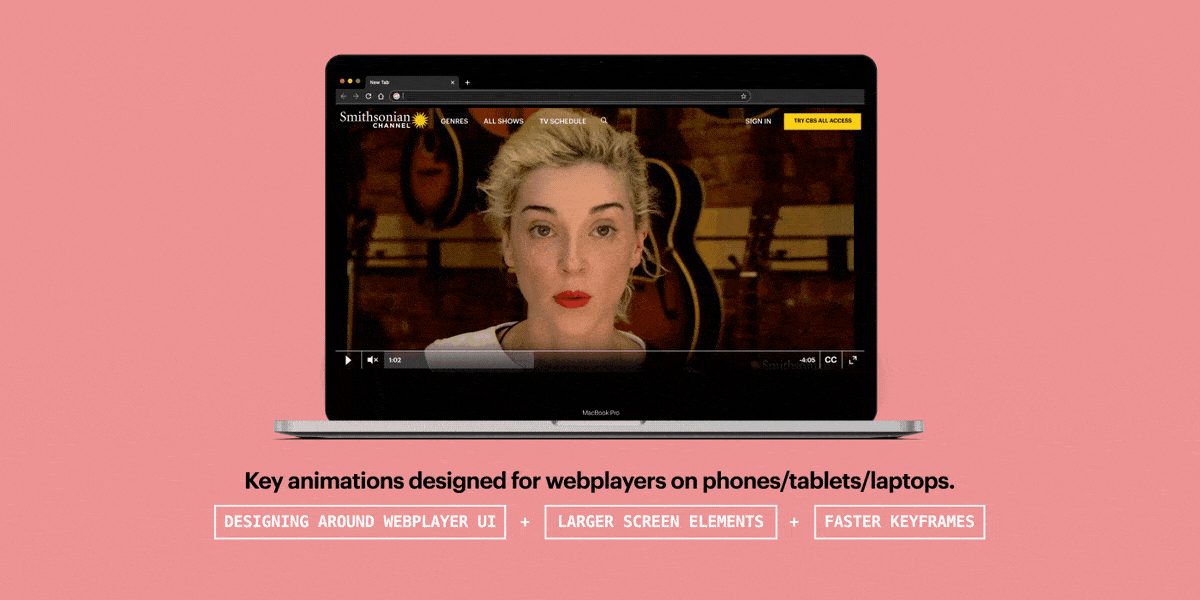 New Tab
Smithsonian
CHANNEL
GENRES ALL SHOWS TV SCHEDULE
SIGN IN
TRY CBS ALL ACCESS
1:02
-4:05
CC
Smithsonian
MacBook Pro
Key animations designed for webplayers on phones/tablets/laptops.
DESIGNING AROUND WEBPLAYER UI + LARGER SCREEN ELEMENTS + FASTER KEYFRAMES